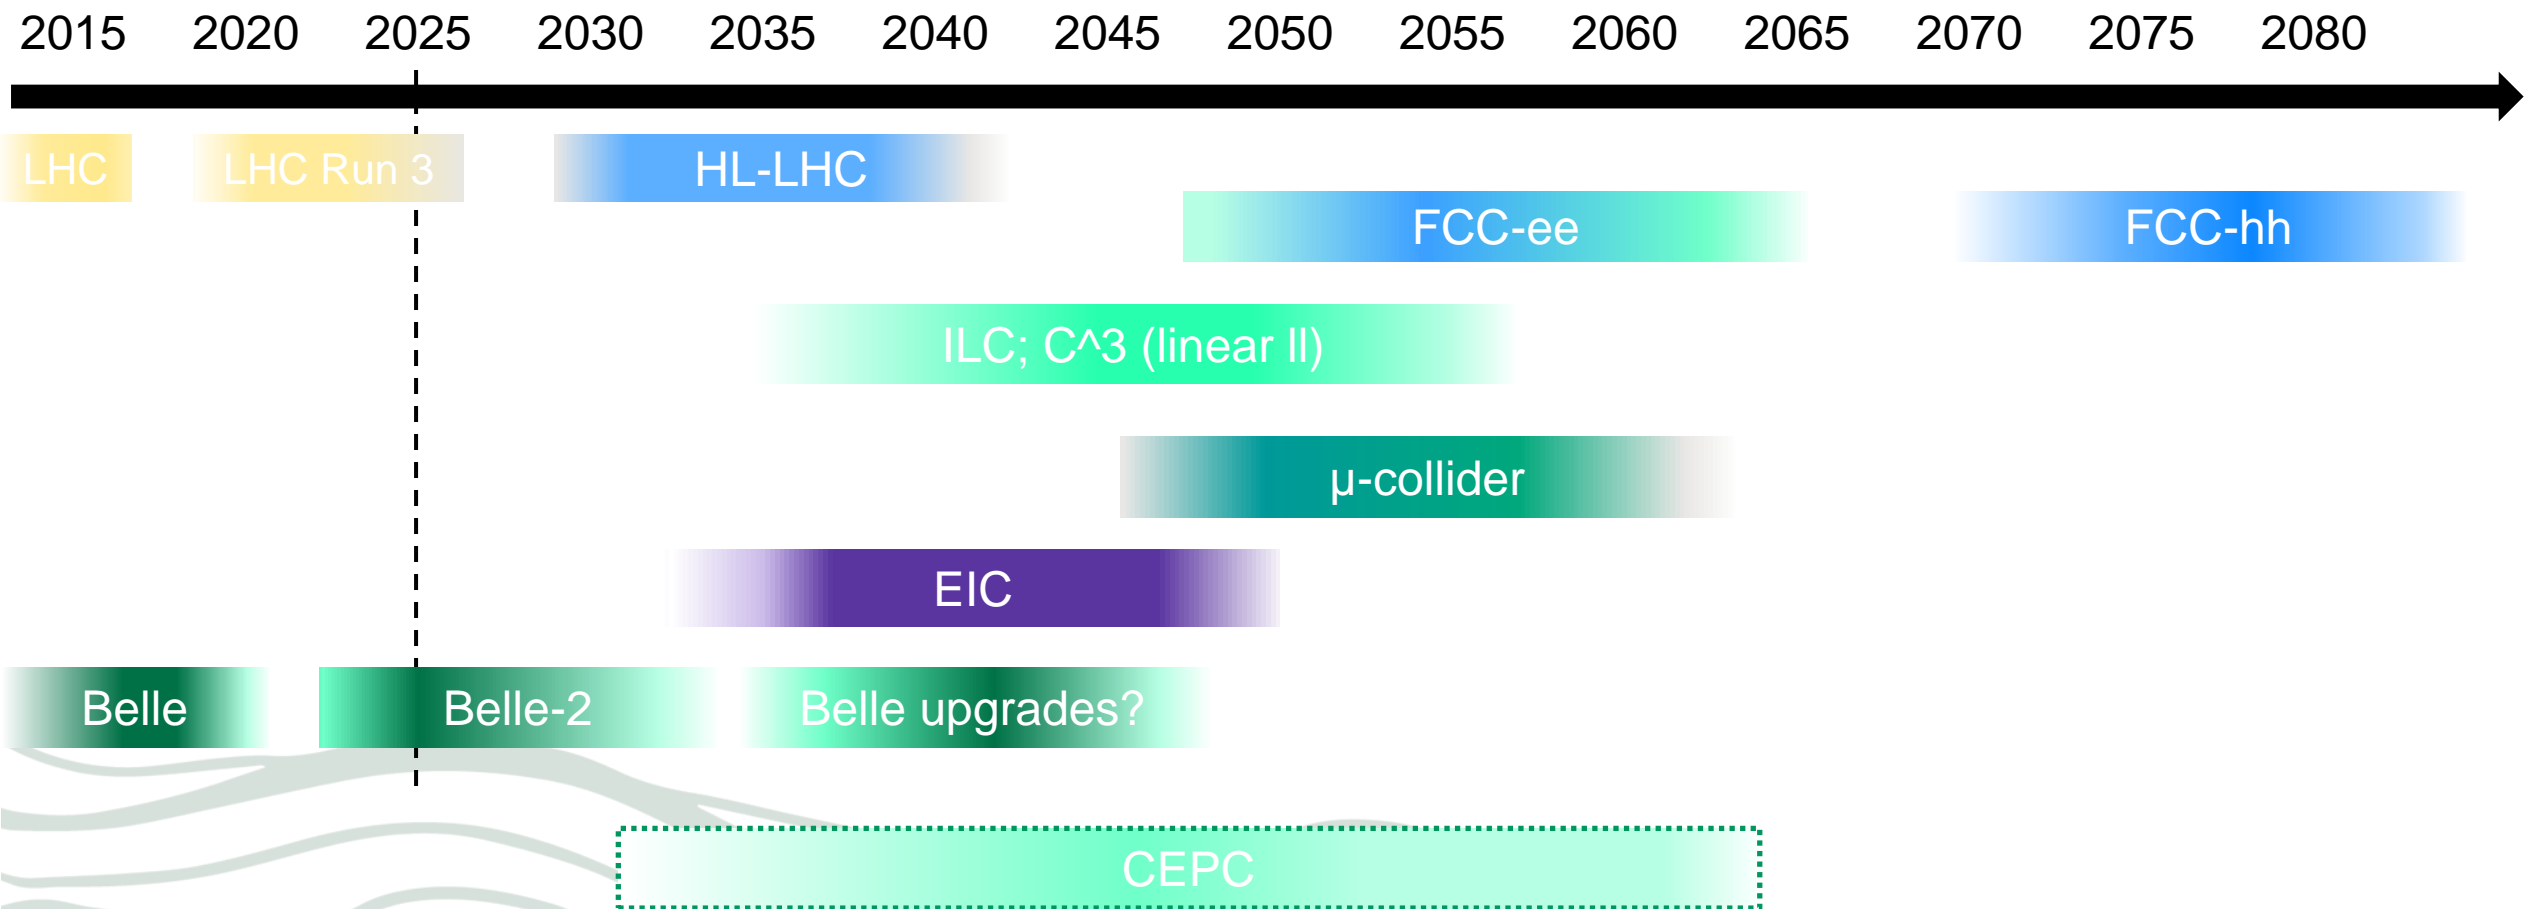 2015 2020 2025 2030 2035 2040 2045 2050 2055 2060 2065 2070 2075 2080
LHC LHC Run 3 HL-LHC
FCC-ee FCC-hh
ILC; C^3 (linear ll)
µ-collider
EIC
Belle Belle-2 Belle upgrades?
CEPC